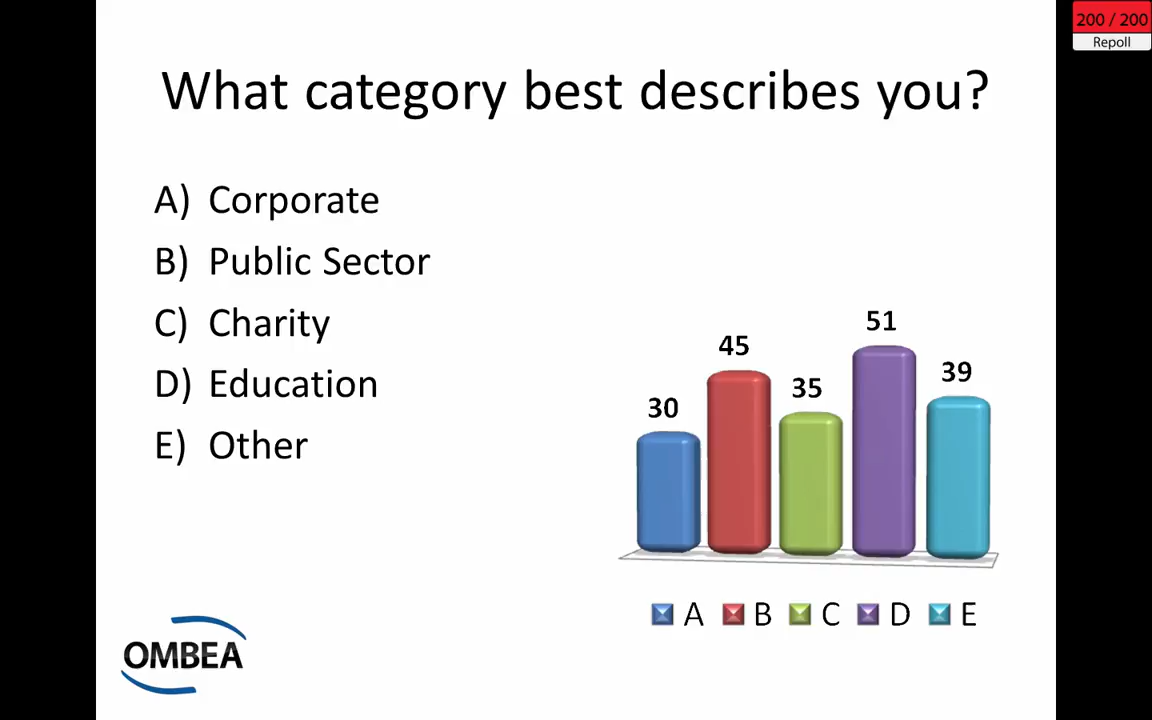 200 / 200
Repoll
What category best describes you?
A) Corporate
B) Public Sector
C) Charity
D) Education
E) Other
30
45
35
51
39
A B C D E
OMBEA